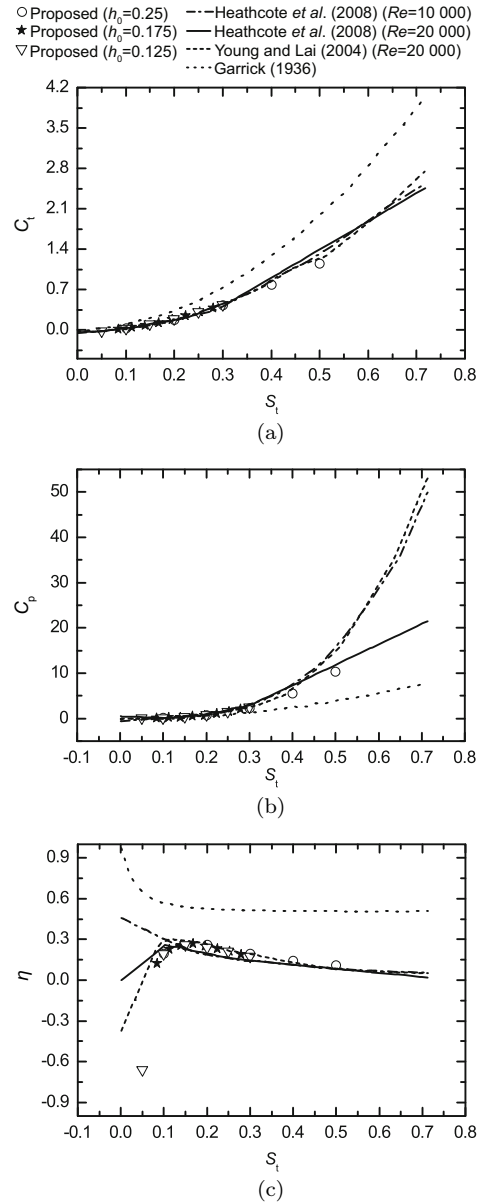 Proposed (h0=0.25)
Proposed (h0=0.175)
Proposed (h0=0.125)
Heathcote et al. (2008) (Re=10 000)
Heathcote et al. (2008) (Re=20 000)
Young and Lai (2004) (Re=20 000)
Garrick (1936)
4.2
3.5
2.8
2.1
1.4
0.7
0.0
Ct
0.0 0.1 0.2 0.3 0.4 0.5 0.6 0.7 0.8
St
(a)
50
40
30
20
10
0
Cp
-0.1 0.0 0.1 0.2 0.3 0.4 0.5 0.6 0.7 0.8
St
(b)
0.9
0.6
0.3
0.0
-0.3
-0.6
-0.9
η
-0.1 0.0 0.1 0.2 0.3 0.4 0.5 0.6 0.7 0.8
St
(c)